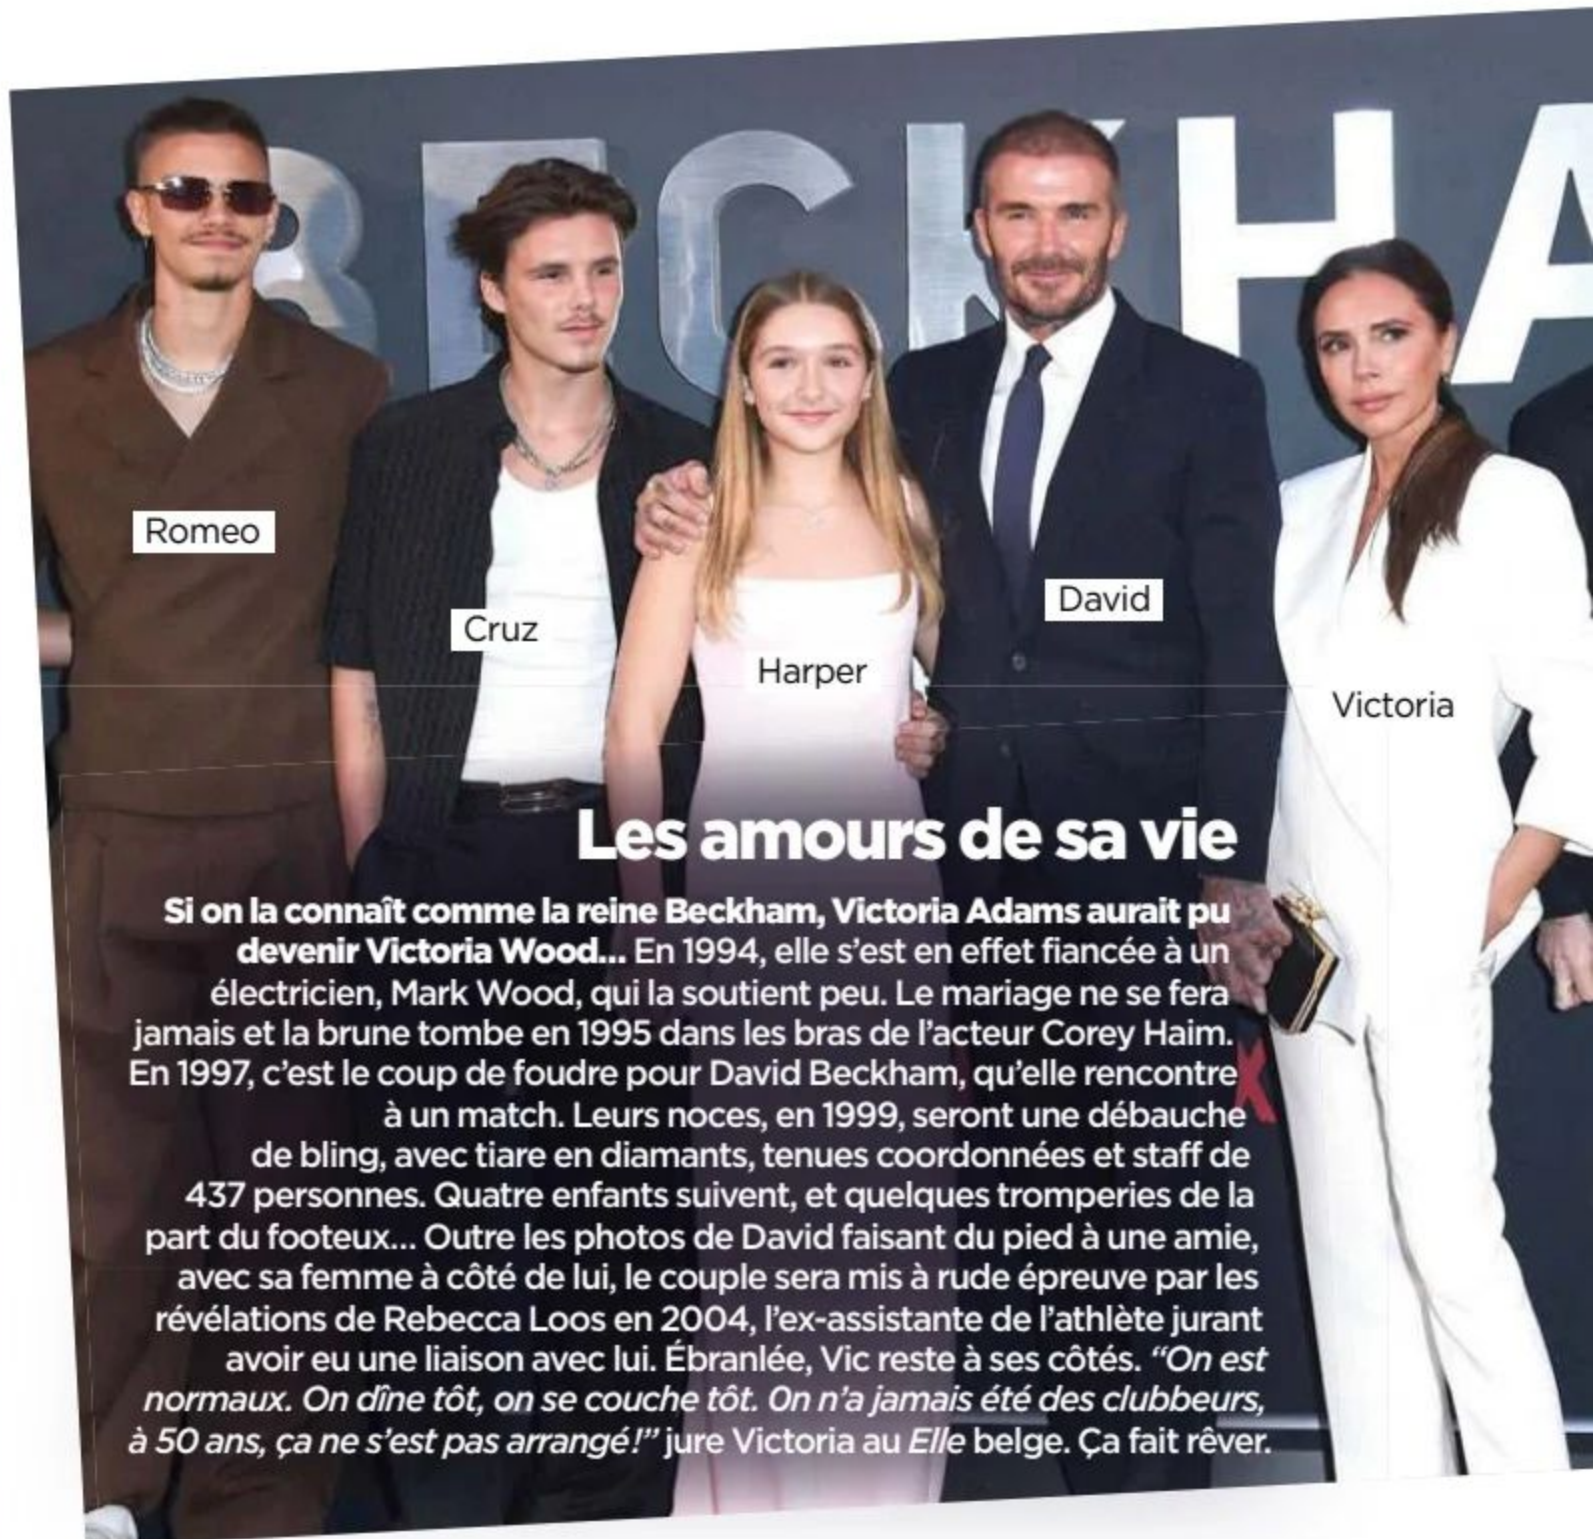 BECKHA
Romeo
Cruz
Harper
David
Victoria
Les amours de sa vie
Si on la connaît comme la reine Beckham, Victoria Adams aurait pu
devenir Victoria Wood... En 1994, elle s'est en effet fiancée à un
électricien, Mark Wood, qui la soutient peu. Le mariage ne se fera
jamais et la brune tombe en 1995 dans les bras de l'acteur Corey Haim.
En 1997, c'est le coup de foudre pour David Beckham, qu'elle rencontre
à un match. Leurs noces, en 1999, seront une débauche
de bling, avec tiare en diamants, tenues coordonnées et staff de
437 personnes. Quatre enfants suivent, et quelques tromperies de la
part du footeux... Outre les photos de David faisant du pied à une amie,
avec sa femme à côté de lui, le couple sera mis à rude épreuve par les
révélations de Rebecca Loos en 2004, l'ex-assistante de l'athlète jurant
avoir eu une liaison avec lui. Ébranlée, Vic reste à ses côtés. “On est
normaux. On dîne tôt, on se couche tôt. On n'a jamais été des clubbeurs,
à 50 ans, ça ne s'est pas arrangé!” jure Victoria au Elle belge. Ça fait rêver.